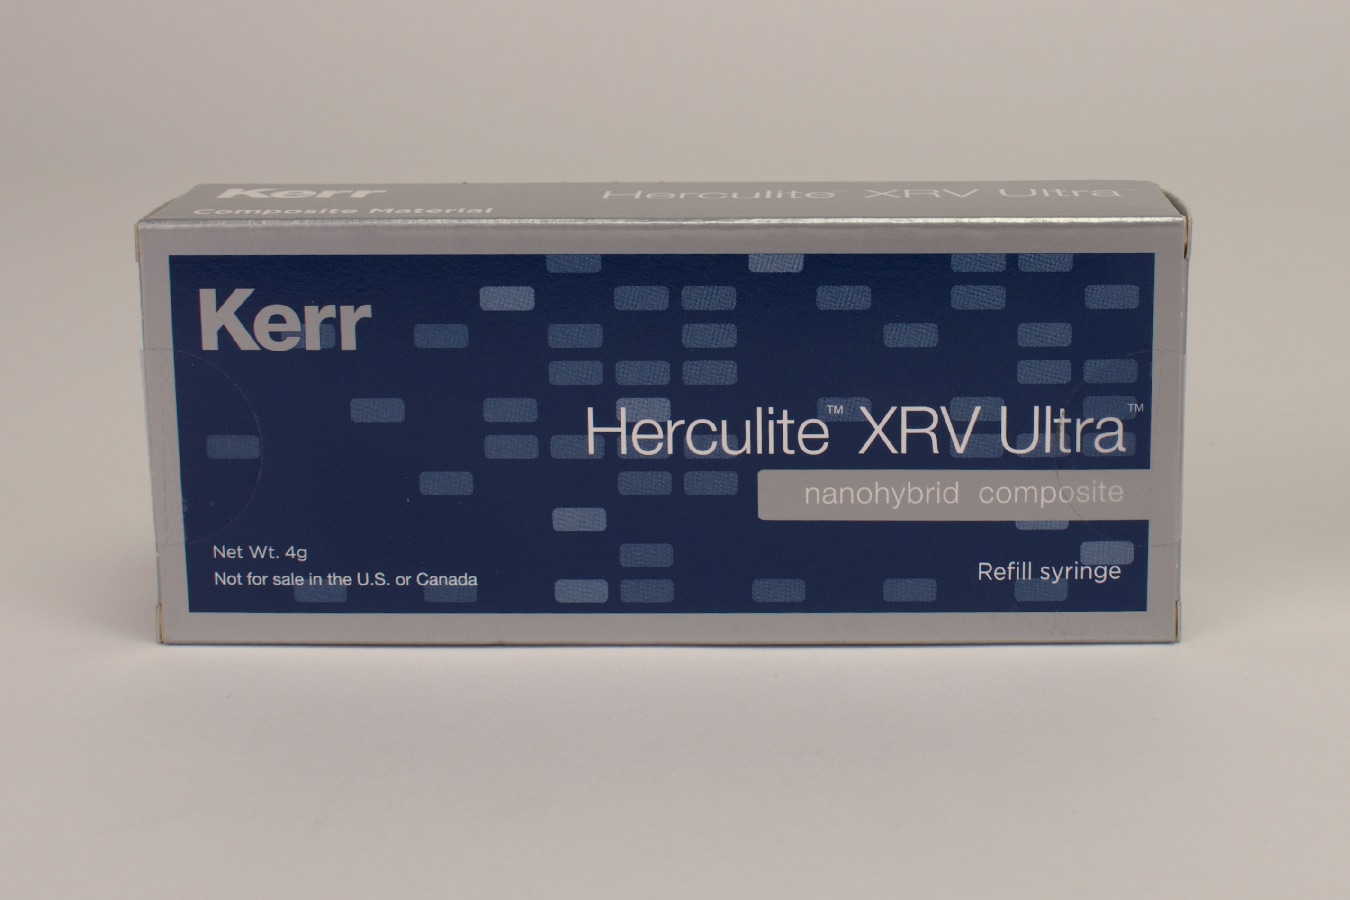 Kerr
Herculite™ XRV Ultra™
Composite Material
Kerr
Herculite™ XRV Ultra™
nanohybrid composite
Net Wt. 4g
Not for sale in the U.S. or Canada
Refill syringe